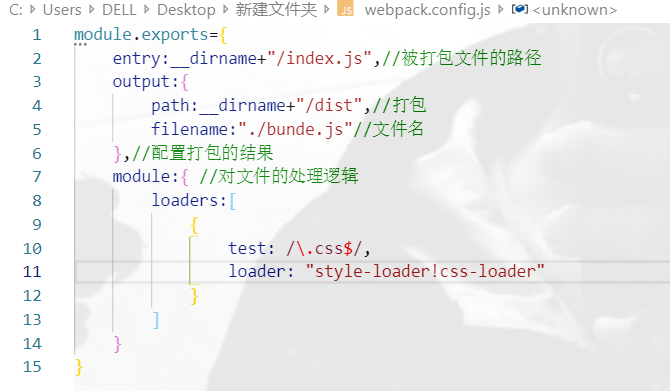 C: > Users > DELL > Desktop > 新建文件夹 > JS webpack.config.js > <unknown>
1 module.exports={
2 entry:__dirname+"/index.js",//被打包文件的路径
3 output:{
4 path:__dirname+"/dist",//打包
5 filename:"./bunde.js"//文件名
6 },//配置打包的结果
7 module:{ //对文件的处理逻辑
8 loaders:[
9 {
10 test: /\.css$/,
11 loader: "style-loader!css-loader"
12 }
13 ]
14 }
15 }